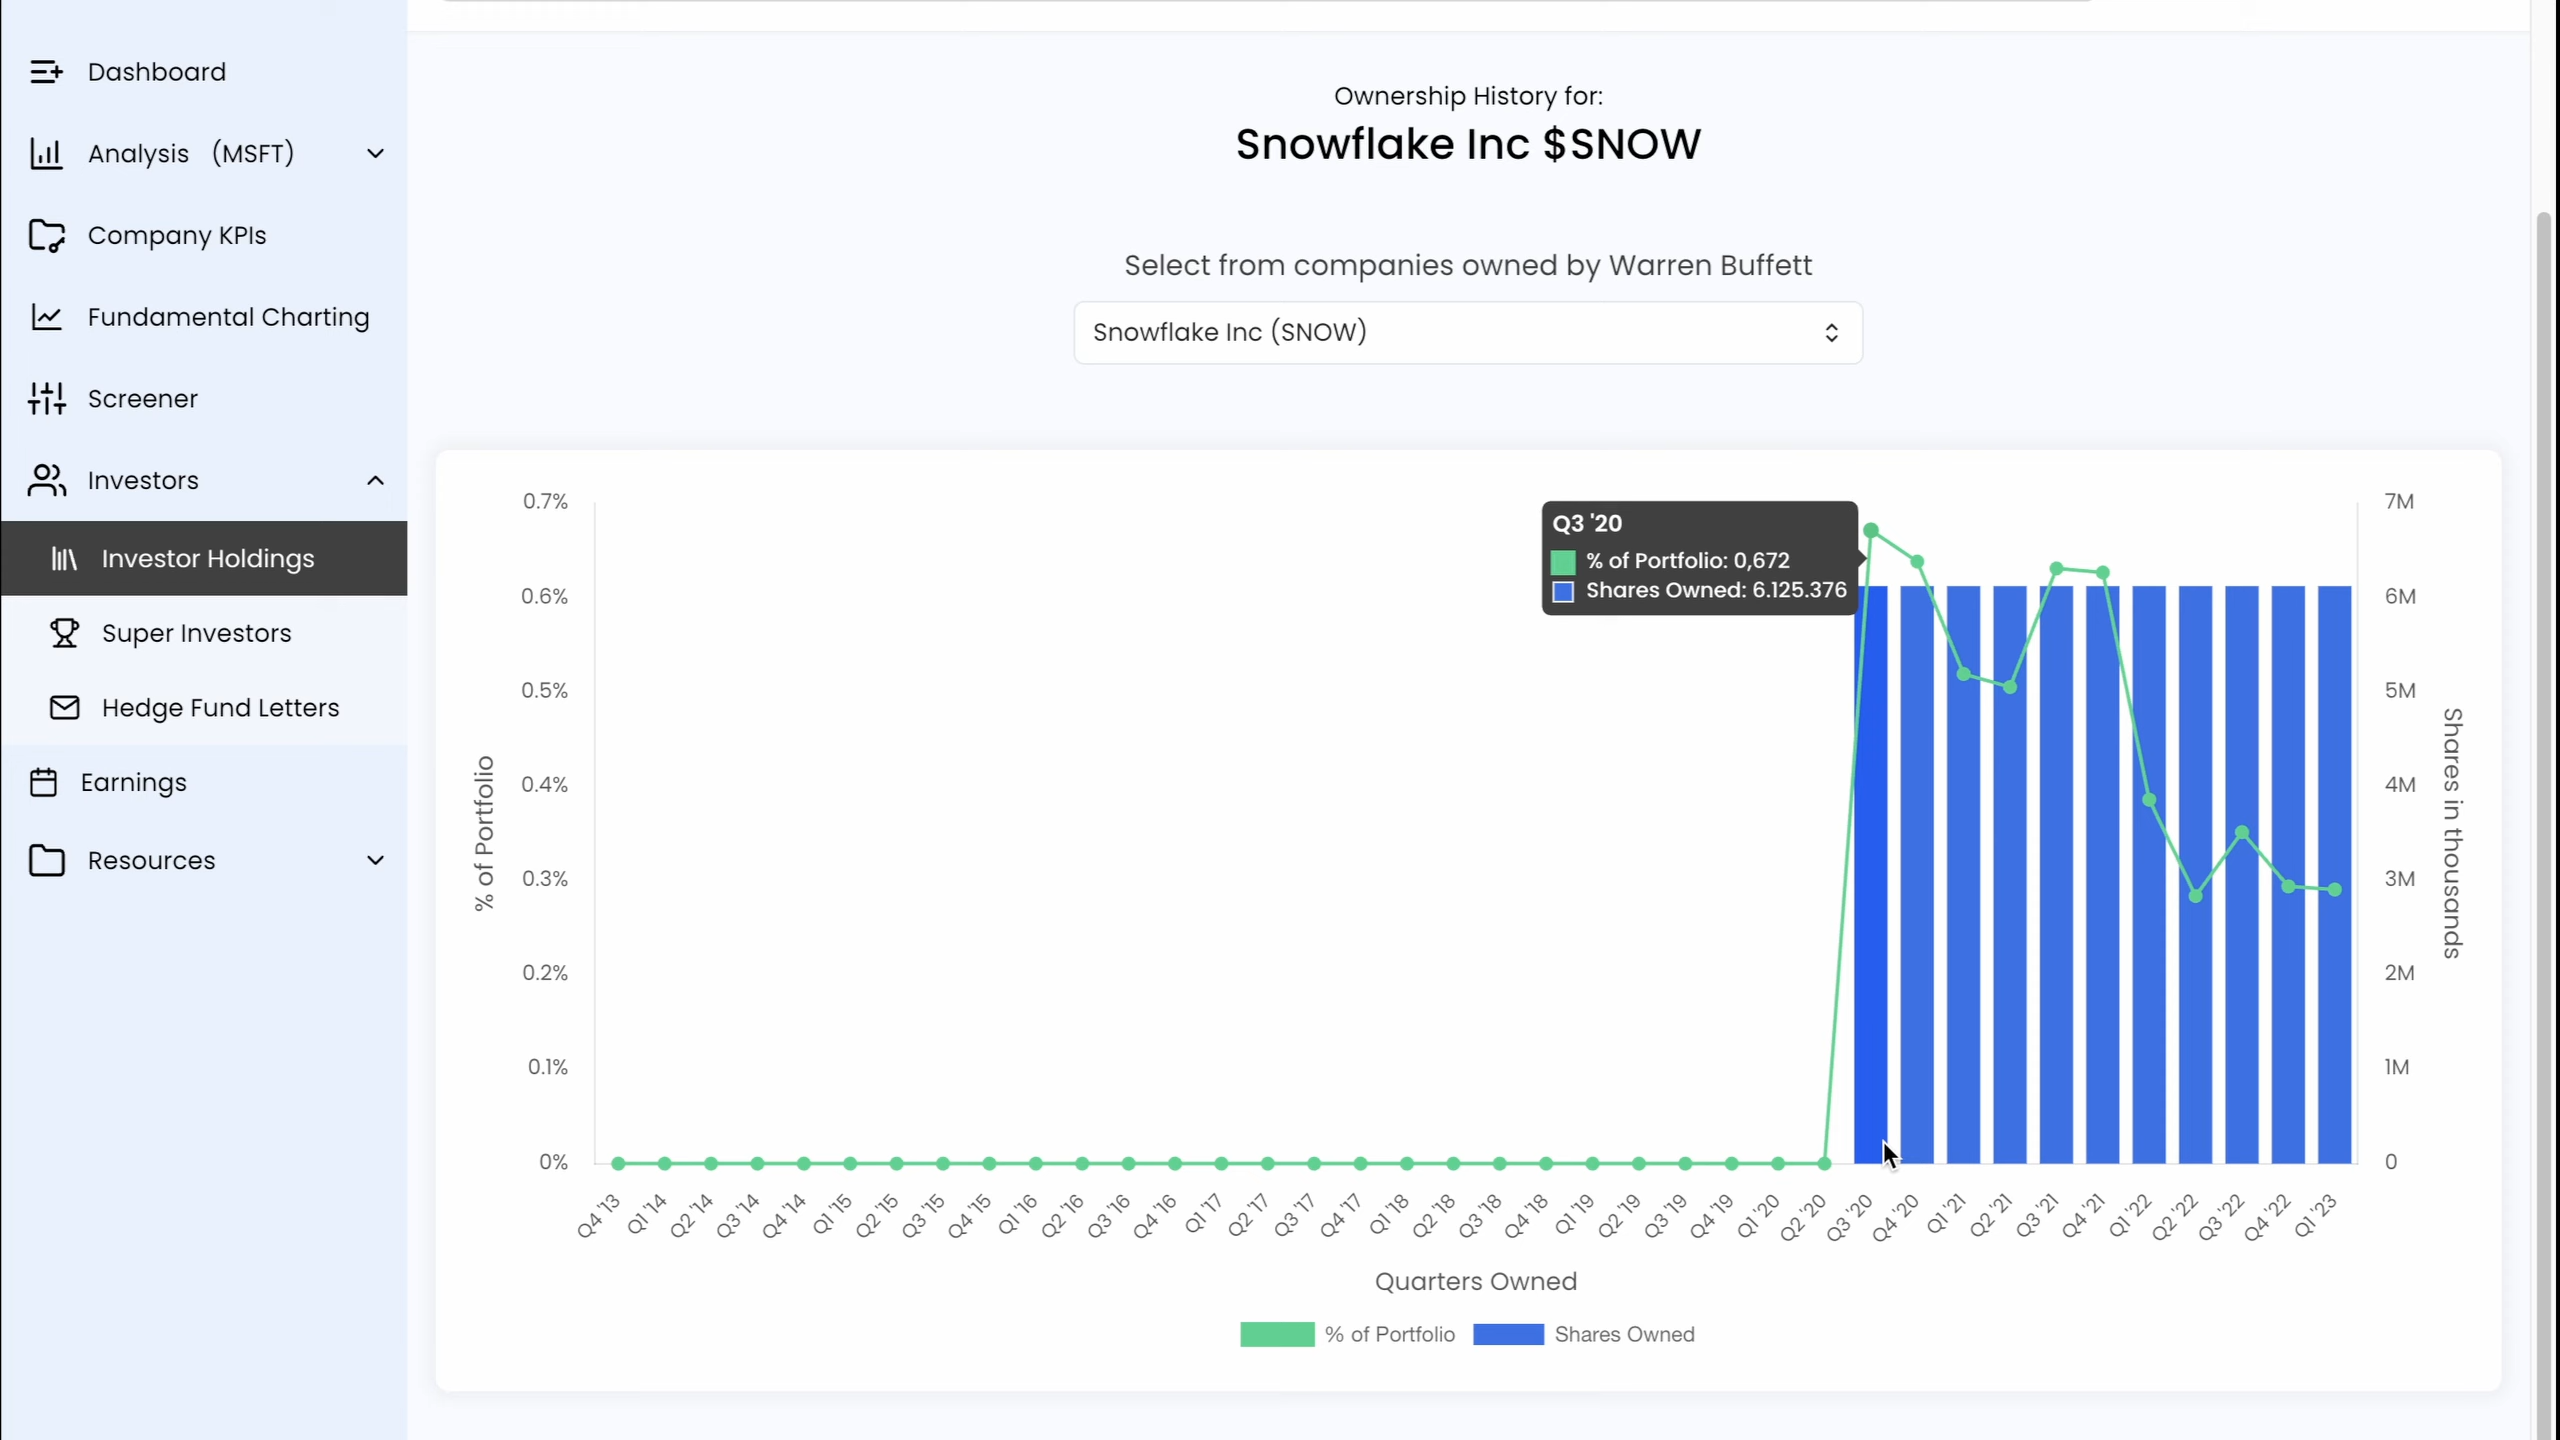 Dashboard
Analysis (MSFT)
Company KPIs
Fundamental Charting
Screener
Investors
Investor Holdings
Super Investors
Hedge Fund Letters
Earnings
Resources
Ownership History for:
Snowflake Inc $SNOW
Select from companies owned by Warren Buffett
Snowflake Inc (SNOW)
% of Portfolio
0.7%
0.6%
0.5%
0.4%
0.3%
0.2%
0.1%
0%
Q3 '20
% of Portfolio: 0,672
Shares Owned: 6.125.376
7M
6M
5M
4M
3M
2M
1M
0
Shares in thousands
Q4 '13
Q1 '14
Q2 '14
Q3 '14
Q4 '14
Q1 '15
Q2 '15
Q3 '15
Q4 '15
Q1 '16
Q2 '16
Q3 '16
Q4 '16
Q1 '17
Q2 '17
Q3 '17
Q4 '17
Q1 '18
Q2 '18
Q3 '18
Q4 '18
Q1 '19
Q2 '19
Q3 '19
Q4 '19
Q1 '20
Q2 '20
Q3 '20
Q4 '20
Q1 '21
Q2 '21
Q3 '21
Q4 '21
Q1 '22
Q2 '22
Q3 '22
Q4 '22
Q1 '23
Quarters Owned
% of Portfolio Shares Owned